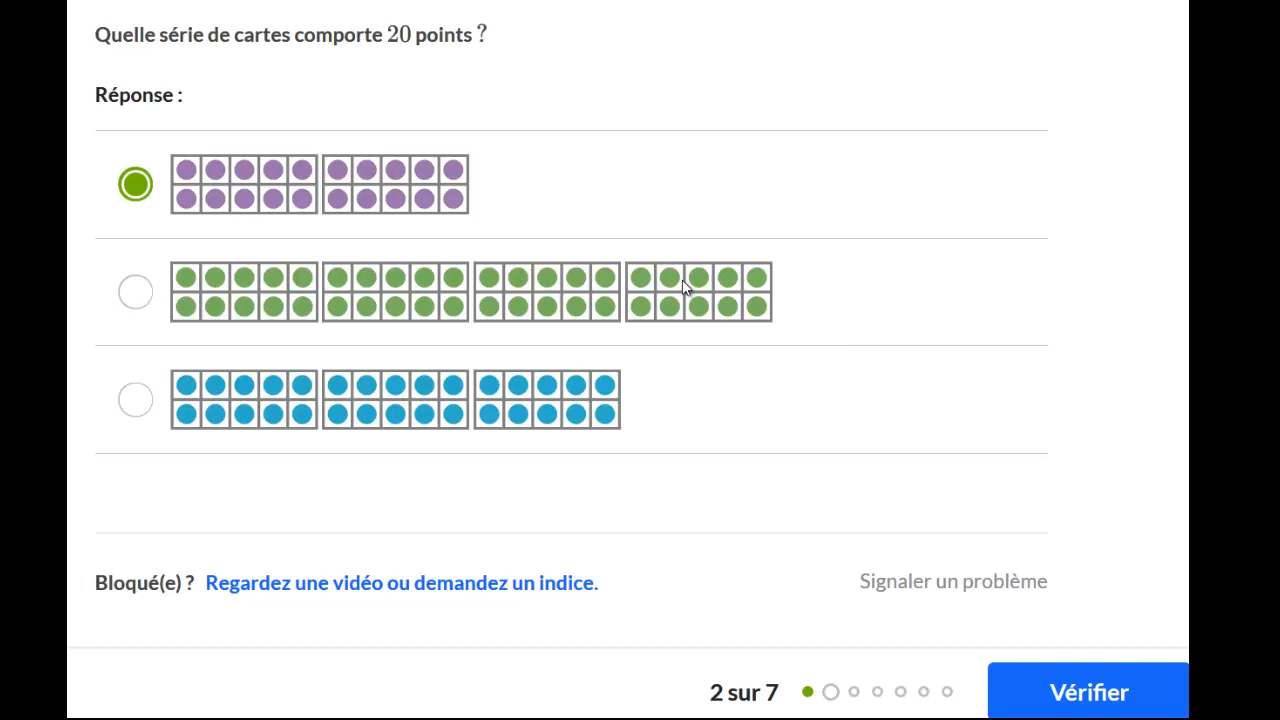 Quelle série de cartes comporte 20 points ?
Réponse :
Bloqué(e) ? Regardez une vidéo ou demandez un indice.
Signaler un problème
2 sur 7
Vérifier